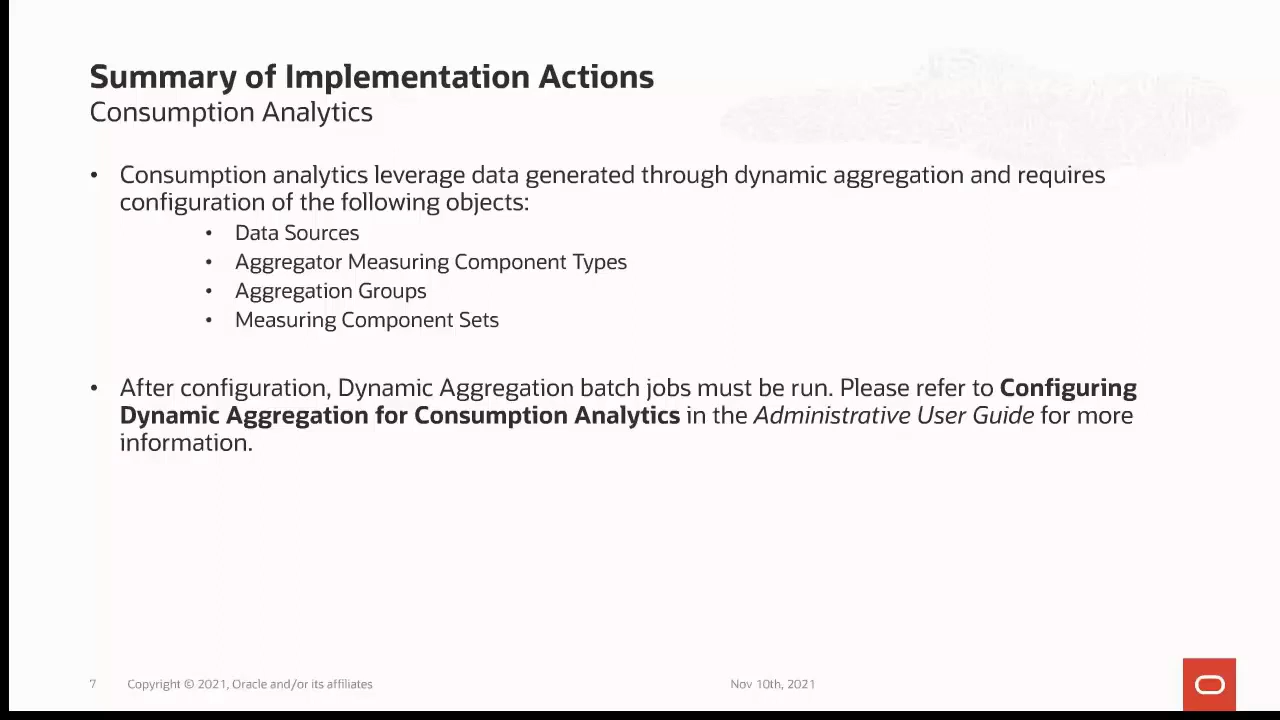 Summary of Implementation Actions
Consumption Analytics
• Consumption analytics leverage data generated through dynamic aggregation and requires
configuration of the following objects:
• Data Sources
• Aggregator Measuring Component Types
• Aggregation Groups
• Measuring Component Sets
• After configuration, Dynamic Aggregation batch jobs must be run. Please refer to Configuring
Dynamic Aggregation for Consumption Analytics in the Administrative User Guide for more
information.
7 Copyright © 2021, Oracle and/or its affiliates Nov 10th, 2021